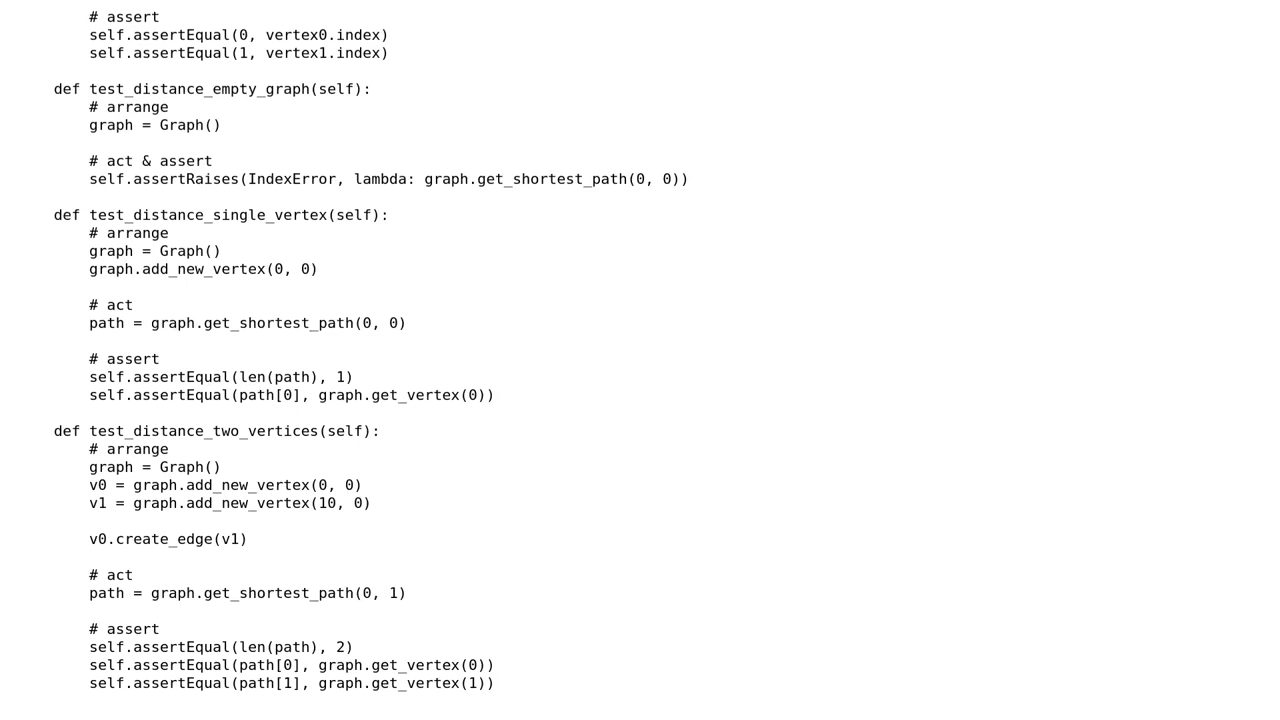 # assert
        self.assertEqual(0, vertex0.index)
        self.assertEqual(1, vertex1.index)

    def test_distance_empty_graph(self):
        # arrange
        graph = Graph()

        # act & assert
        self.assertRaises(IndexError, lambda: graph.get_shortest_path(0, 0))

    def test_distance_single_vertex(self):
        # arrange
        graph = Graph()
        graph.add_new_vertex(0, 0)

        # act
        path = graph.get_shortest_path(0, 0)

        # assert
        self.assertEqual(len(path), 1)
        self.assertEqual(path[0], graph.get_vertex(0))

    def test_distance_two_vertices(self):
        # arrange
        graph = Graph()
        v0 = graph.add_new_vertex(0, 0)
        v1 = graph.add_new_vertex(10, 0)

        v0.create_edge(v1)

        # act
        path = graph.get_shortest_path(0, 1)

        # assert
        self.assertEqual(len(path), 2)
        self.assertEqual(path[0], graph.get_vertex(0))
        self.assertEqual(path[1], graph.get_vertex(1))